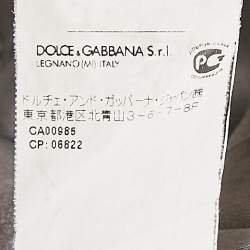 DOLCE & GABBANA S.r.l.
LEGNANO (MI) ITALY
ドルチェ・アンド・ガッバーナ・ジャパン㈱
東京都港区北青山3-6-7-8F
CA00985
CP: 06822